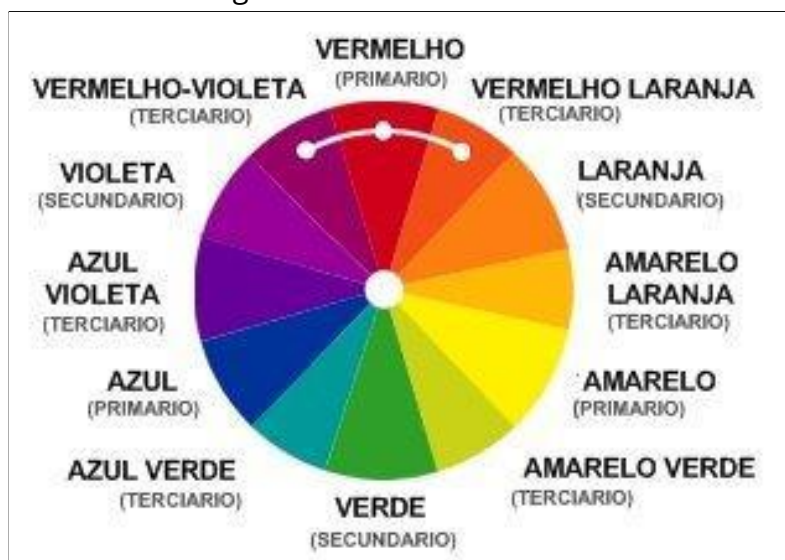 VERMELHO
(PRIMARIO)
VERMELHO-VIOLETA
(TERCIARIO)
VERMELHO LARANJA
(TERCIARIO)
VIOLETA
(SECUNDARIO)
LARANJA
(SECUNDARIO)
AZUL
VIOLETA
(TERCIARIO)
AMARELO
LARANJA
(TERCIARIO)
AZUL
(PRIMARIO)
AMARELO
(PRIMARIO)
AZUL VERDE
(TERCIARIO)
AMARELO VERDE
(TERCIARIO)
VERDE
(SECUNDARIO)